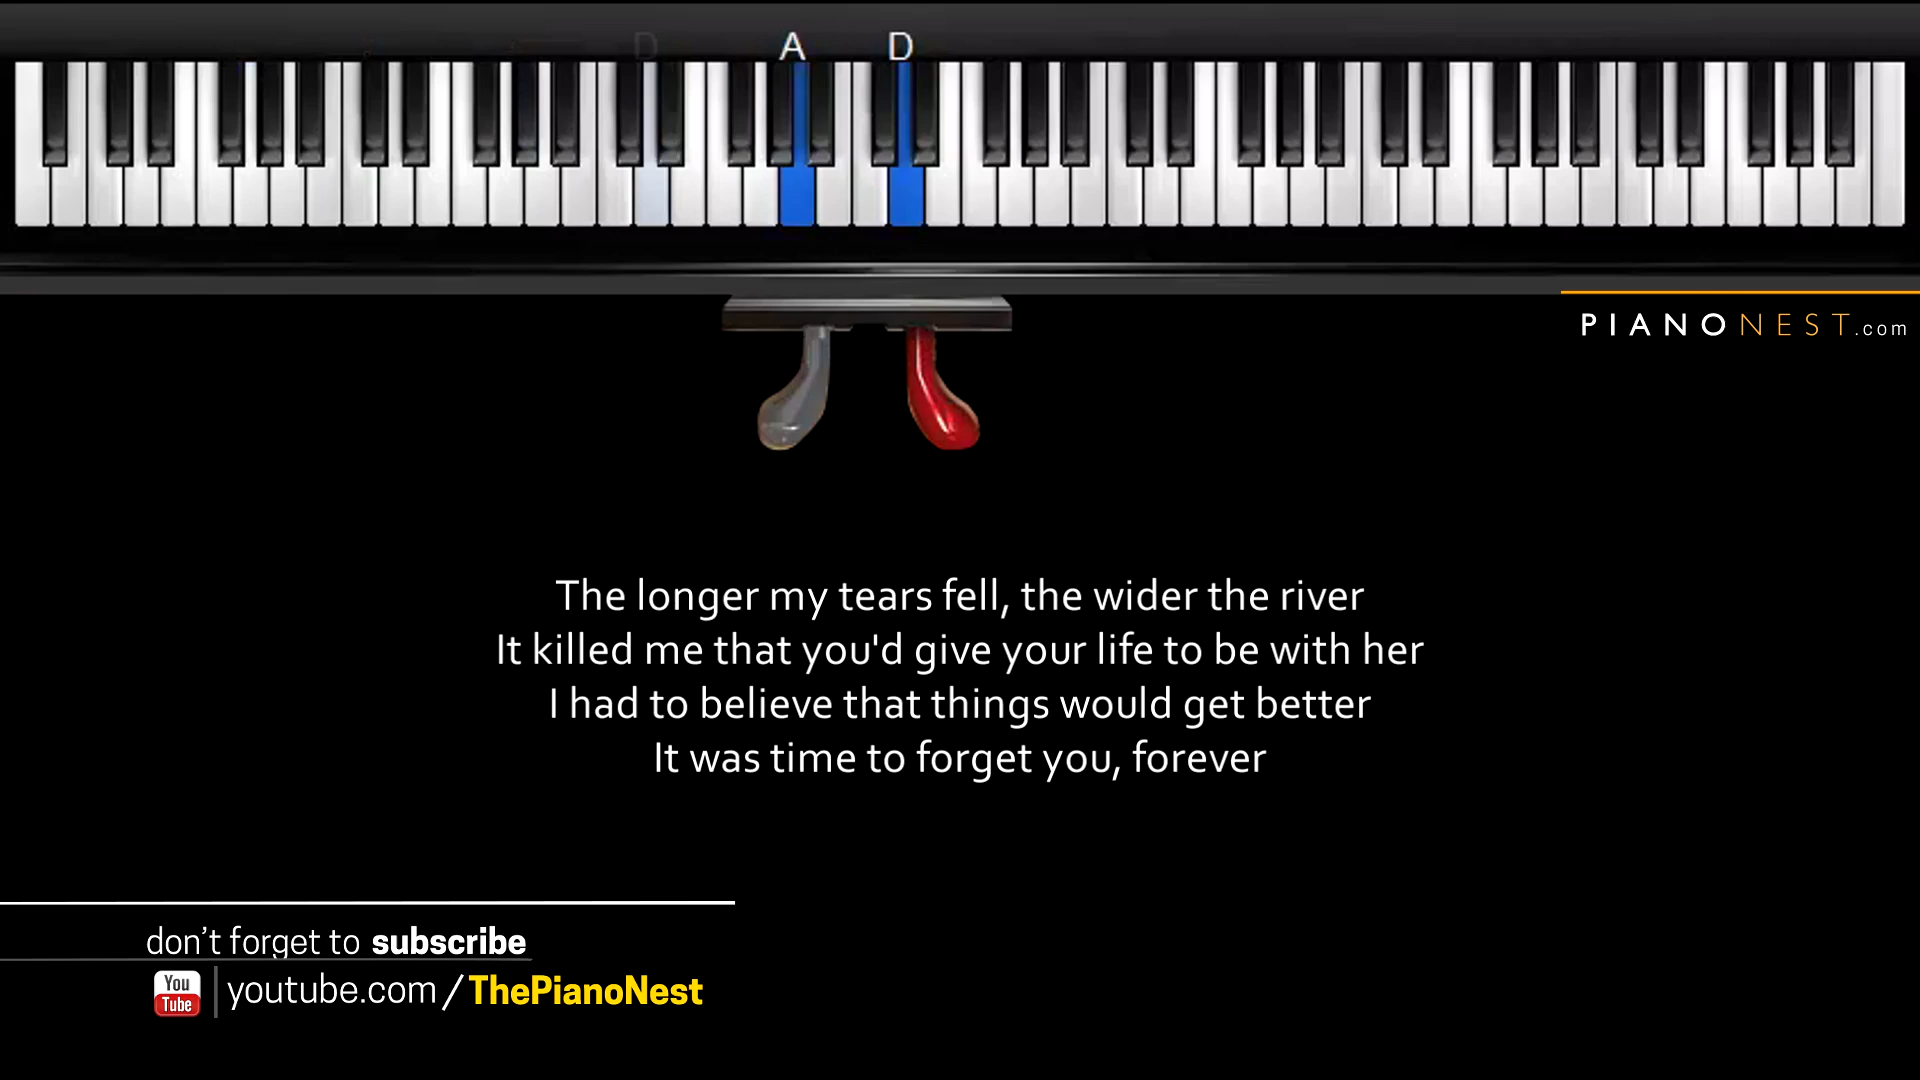 D A D
PIANONEST.com
The longer my tears fell, the wider the river
It killed me that you'd give your life to be with her
I had to believe that things would get better
It was time to forget you, forever
don't forget to subscribe
You
Tube
youtube.com/ThePianoNest